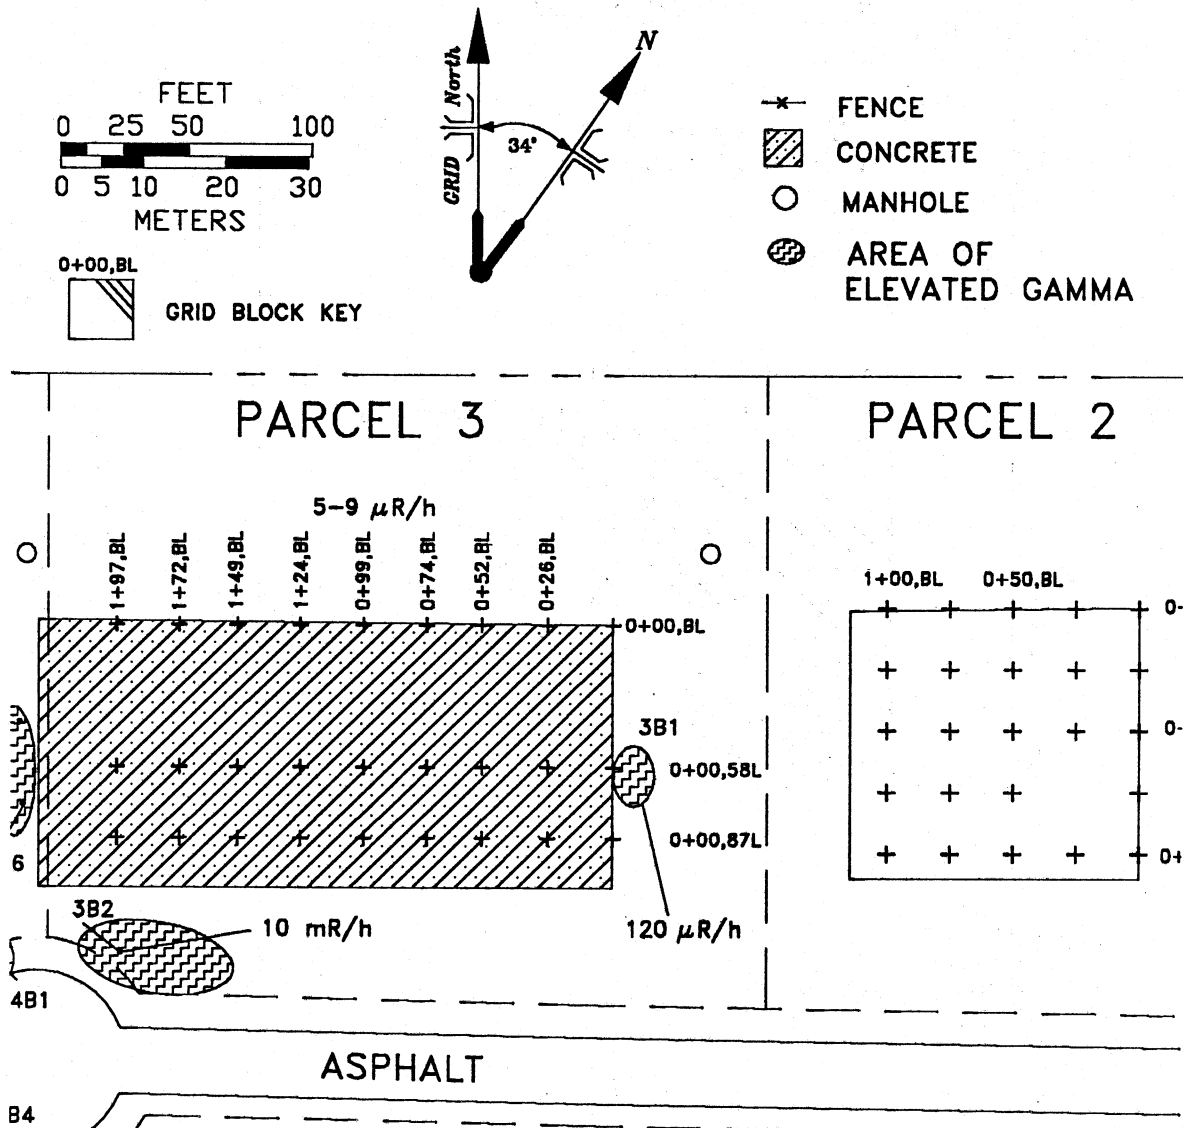 FEET
0 25 50 100
0 5 10 20 30
METERS
0+00,BL
GRID BLOCK KEY
GRID North
N
34°
FENCE
CONCRETE
MANHOLE
AREA OF
ELEVATED GAMMA
PARCEL 3
PARCEL 2
5-9 μR/h
1+97,BL
1+72,BL
1+49,BL
1+24,BL
0+99,BL
0+74,BL
0+52,BL
0+26,BL
0+00,BL
1+00,BL 0+50,BL
0-
0-
0+
3B1
0+00,58L
0+00,87L
6
3B2
10 mR/h
120 μR/h
4B1
ASPHALT
B4